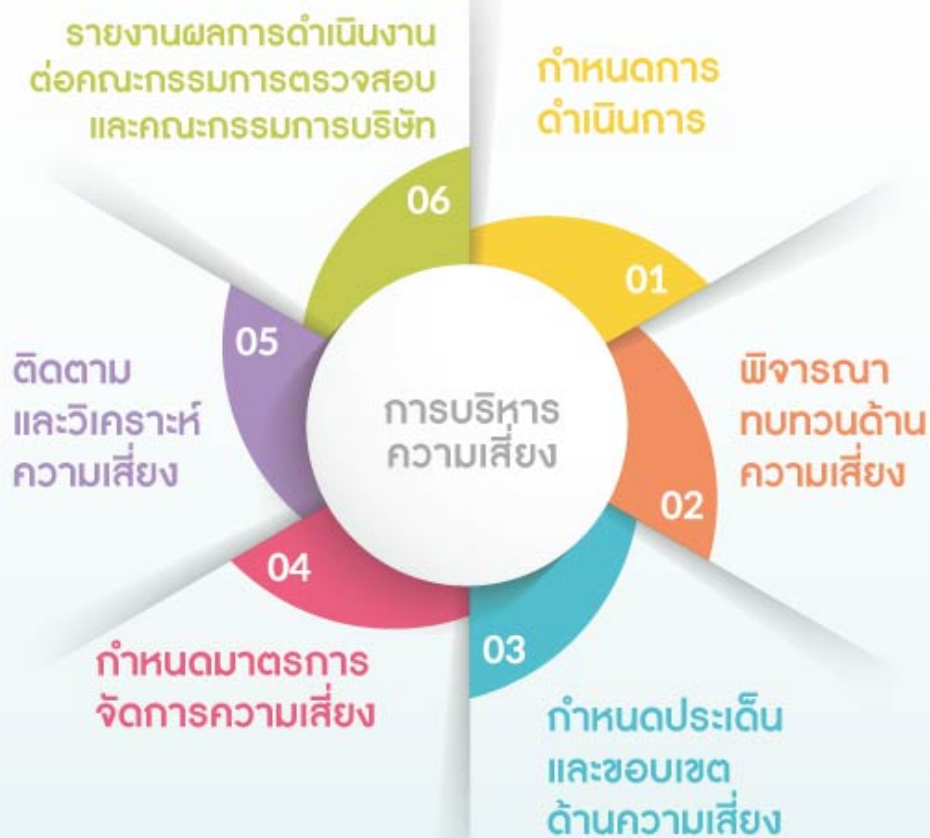 การบริหาร
ความเสี่ยง
01
กำหนดการ
ดำเนินการ
02
พิจารณา
ทบทวนด้าน
ความเสี่ยง
03
กำหนดประเด็น
และขอบเขต
ด้านความเสี่ยง
04
กำหนดมาตรการ
จัดการความเสี่ยง
05
ติดตาม
และวิเคราะห์
ความเสี่ยง
06
รายงานผลการดำเนินงาน
ต่อคณะกรรมการตรวจสอบ
และคณะกรรมการบริษัท